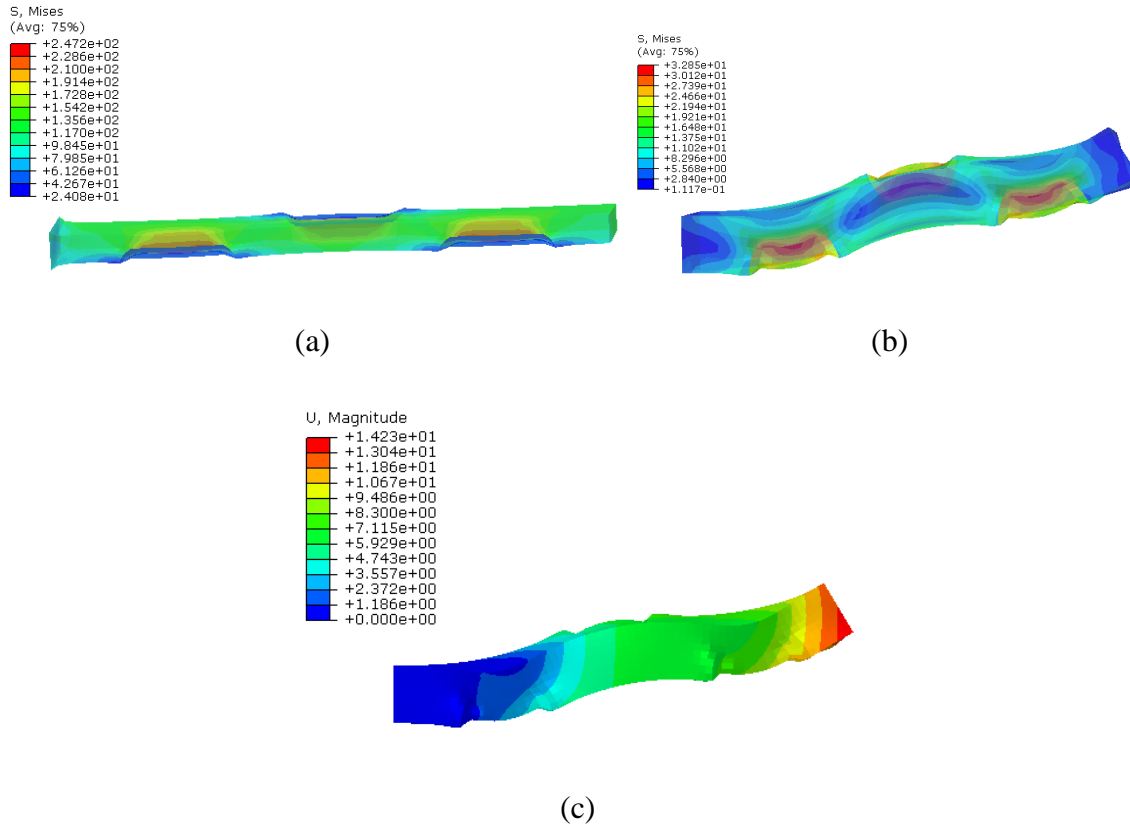 S, Mises
(Avg: 75%)
+2.472e+02
+2.286e+02
+2.100e+02
+1.914e+02
+1.728e+02
+1.542e+02
+1.356e+02
+1.170e+02
+9.845e+01
+7.985e+01
+6.126e+01
+4.267e+01
+2.408e+01
(a)
S, Mises
(Avg: 75%)
+3.285e+01
+3.012e+01
+2.739e+01
+2.466e+01
+2.194e+01
+1.921e+01
+1.648e+01
+1.375e+01
+1.102e+01
+8.296e+00
+5.568e+00
+2.840e+00
+1.117e-01
(b)
U, Magnitude
+1.423e+01
+1.304e+01
+1.186e+01
+1.067e+01
+9.486e+00
+8.300e+00
+7.115e+00
+5.929e+00
+4.743e+00
+3.557e+00
+2.372e+00
+1.186e+00
+0.000e+00
(c)